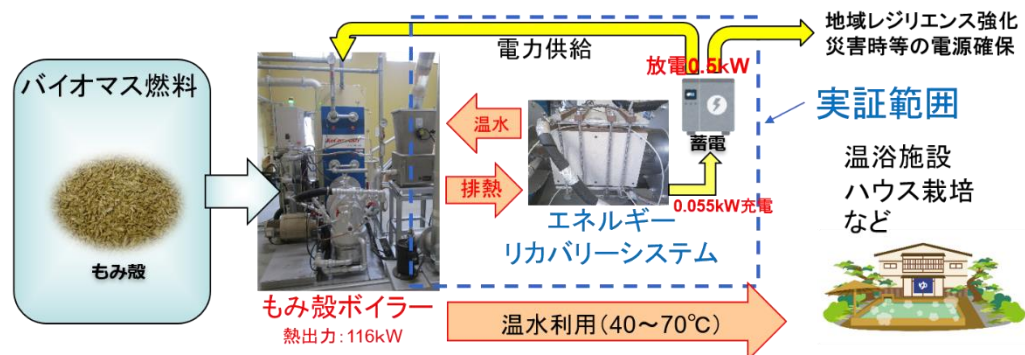 バイオマス燃料
もみ殻
電力供給
放電0.5kW
地域レジリエンス強化
災害時等の電源確保
温水
排熱
蓄電
0.055kW充電
エネルギー
リカバリーシステム
実証範囲
温浴施設
ハウス栽培
など
ゆ
もみ殻ボイラー
熱出力:116kW
温水利用(40～70℃)